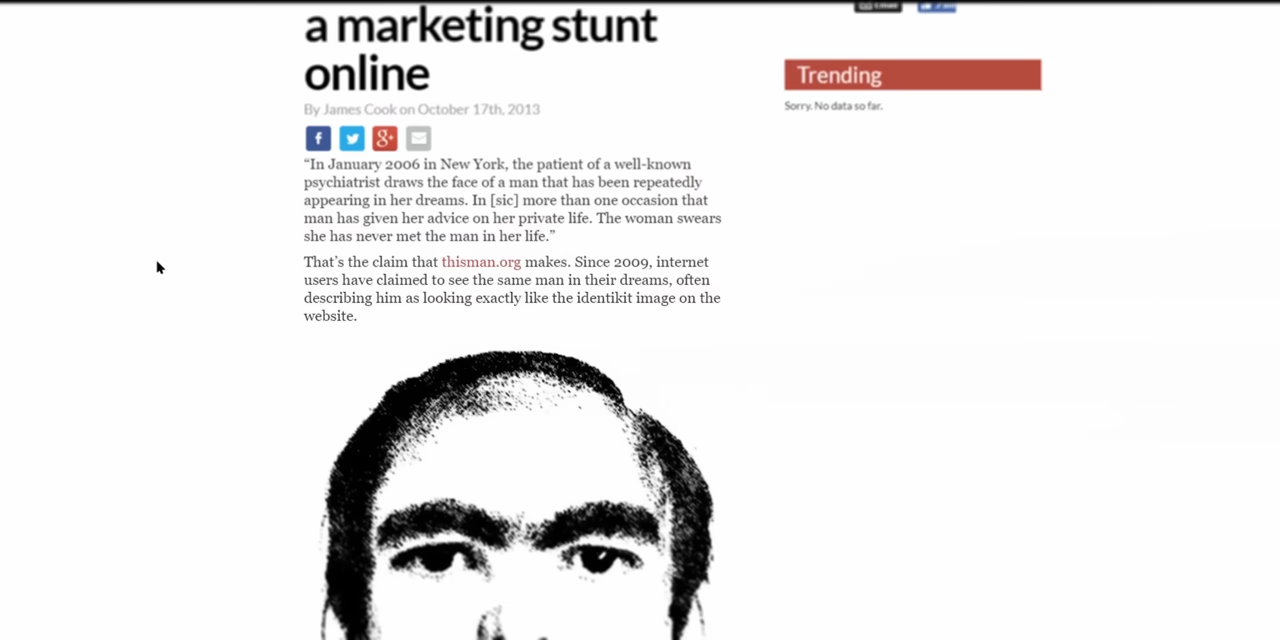 a marketing stunt
online
By James Cook on October 17th, 2013
“In January 2006 in New York, the patient of a well-known
psychiatrist draws the face of a man that has been repeatedly
appearing in her dreams. In [sic] more than one occasion that
man has given her advice on her private life. The woman swears
she has never met the man in her life.”
That’s the claim that thisman.org makes. Since 2009, internet
users have claimed to see the same man in their dreams, often
describing him as looking exactly like the identikit image on the
website.
Trending
Sorry. No data so far.